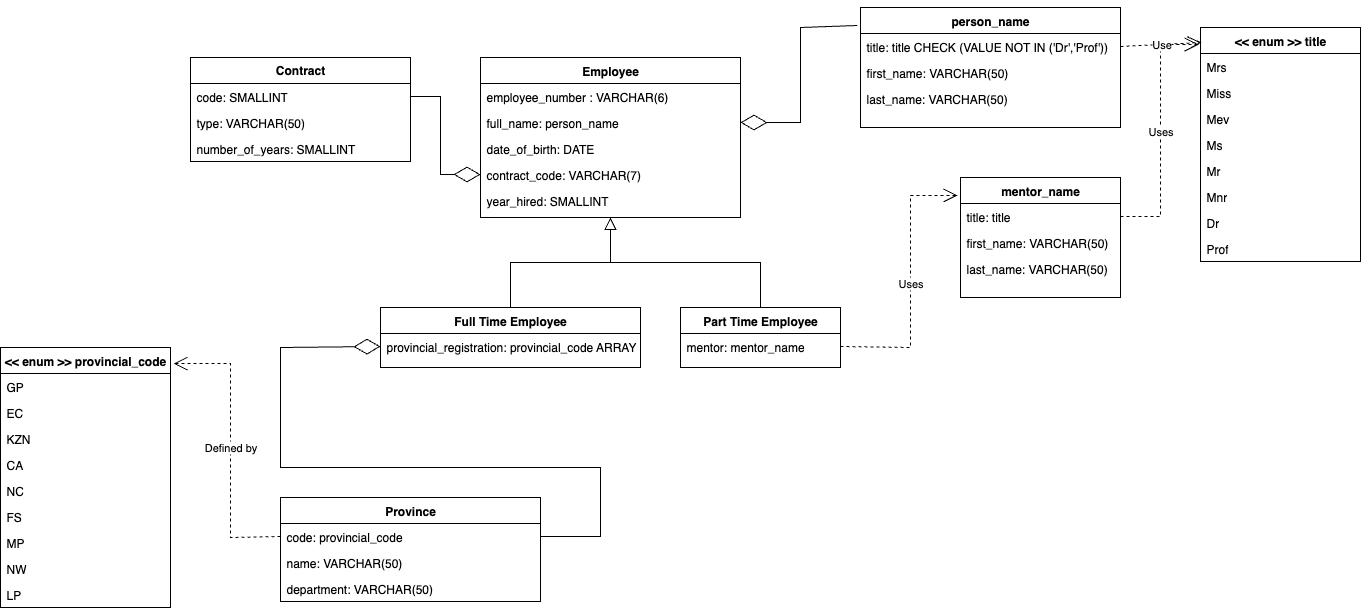 person_name
title: title CHECK (VALUE NOT IN ('Dr','Prof'))
first_name: VARCHAR(50)
last_name: VARCHAR(50)
Use
<< enum >> title
Mrs
Miss
Mev
Ms
Mr
Mnr
Dr
Prof
Contract
code: SMALLINT
type: VARCHAR(50)
number_of_years: SMALLINT
Employee
employee_number : VARCHAR(6)
full_name: person_name
date_of_birth: DATE
contract_code: VARCHAR(7)
year_hired: SMALLINT
Uses
mentor_name
title: title
first_name: VARCHAR(50)
last_name: VARCHAR(50)
Uses
Full Time Employee
provincial_registration: provincial_code ARRAY
Part Time Employee
mentor: mentor_name
<< enum >> provincial_code
GP
EC
KZN
CA
NC
FS
MP
NW
LP
Defined by
Province
code: provincial_code
name: VARCHAR(50)
department: VARCHAR(50)